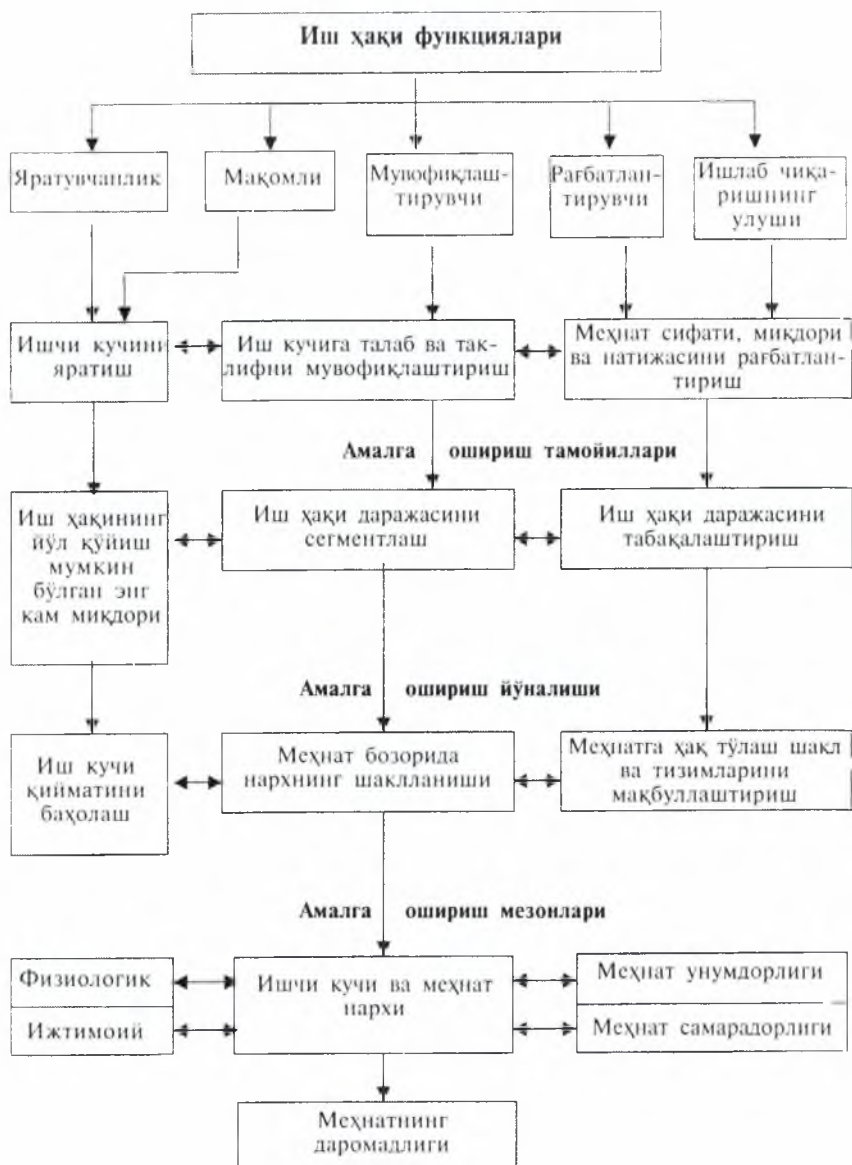 Иш ҳақи функциялари
Яратувчанлик
Мақомли
Мувофиқлаш-
тирувчи
Рағбатлан-
тирувчи
Ишлаб чиқа-
ришнинг
улуши
Ишчи кучини
яратиш
Иш кучига талаб ва так-
лифни мувофиқлаштириш
Меҳнат сифати, миқдори
ва натижасини рағбатлан-
тириш
Амалга ошириш тамойиллари
Иш ҳақининг
йўл қўйиш
мумкин
бўлган энг
кам миқдори
Иш ҳақи даражасини
сегментлаш
Иш ҳақи даражасини
табақалаштириш
Амалга ошириш йўналиши
Иш кучи
қийматини
баҳолаш
Меҳнат бозорида
нархнинг шаклланиши
Меҳнатга ҳақ тўлаш шакл
ва тизимларини
мақбуллаштириш
Амалга ошириш мезонлари
Физиологик
Ижтимоий
Ишчи кучи ва меҳнат
нархи
Меҳнат унумдорлиги
Меҳнат самарадорлиги
Меҳнатнинг
даромадлиги